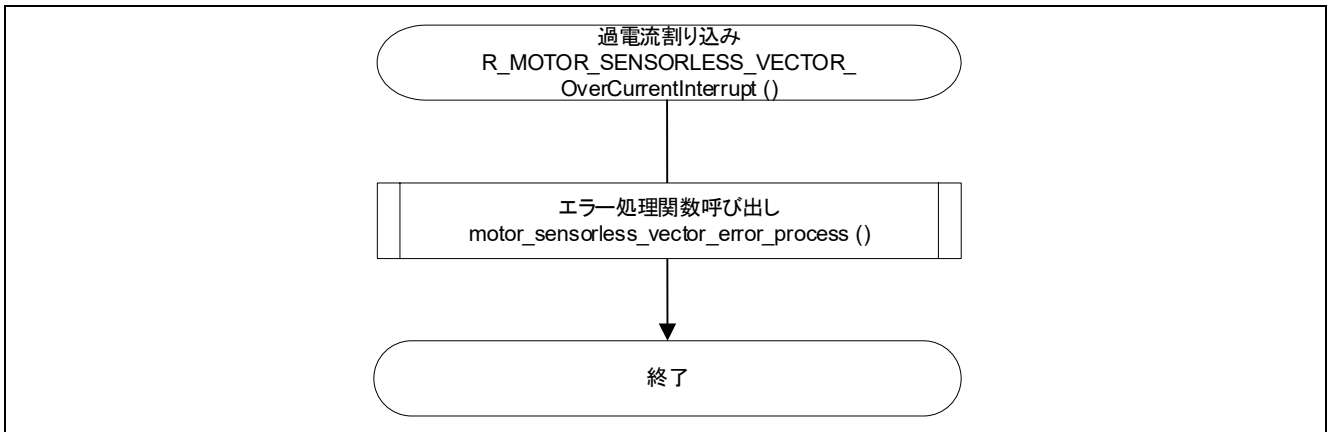 過電流割り込み
R_MOTOR_SENSORLESS_VECTOR_
OverCurrentInterrupt ()
エラー処理関数呼び出し
motor_sensorless_vector_error_process ()
終了